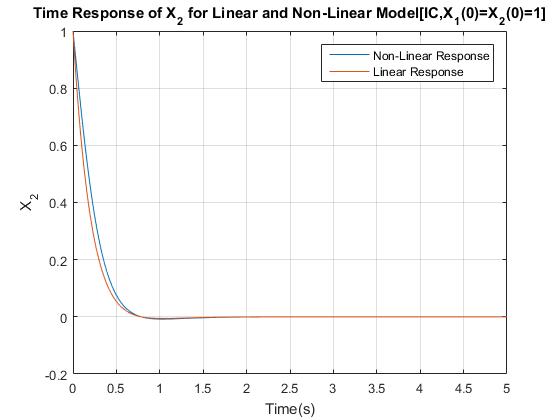 Time Response of X2 for Linear and Non-Linear Model[IC,X1(0)=X2(0)=1]
Non-Linear Response
Linear Response
1
0.8
0.6
0.4
0.2
0
-0.2
X2
0 0.5 1 1.5 2 2.5 3 3.5 4 4.5 5
Time(s)